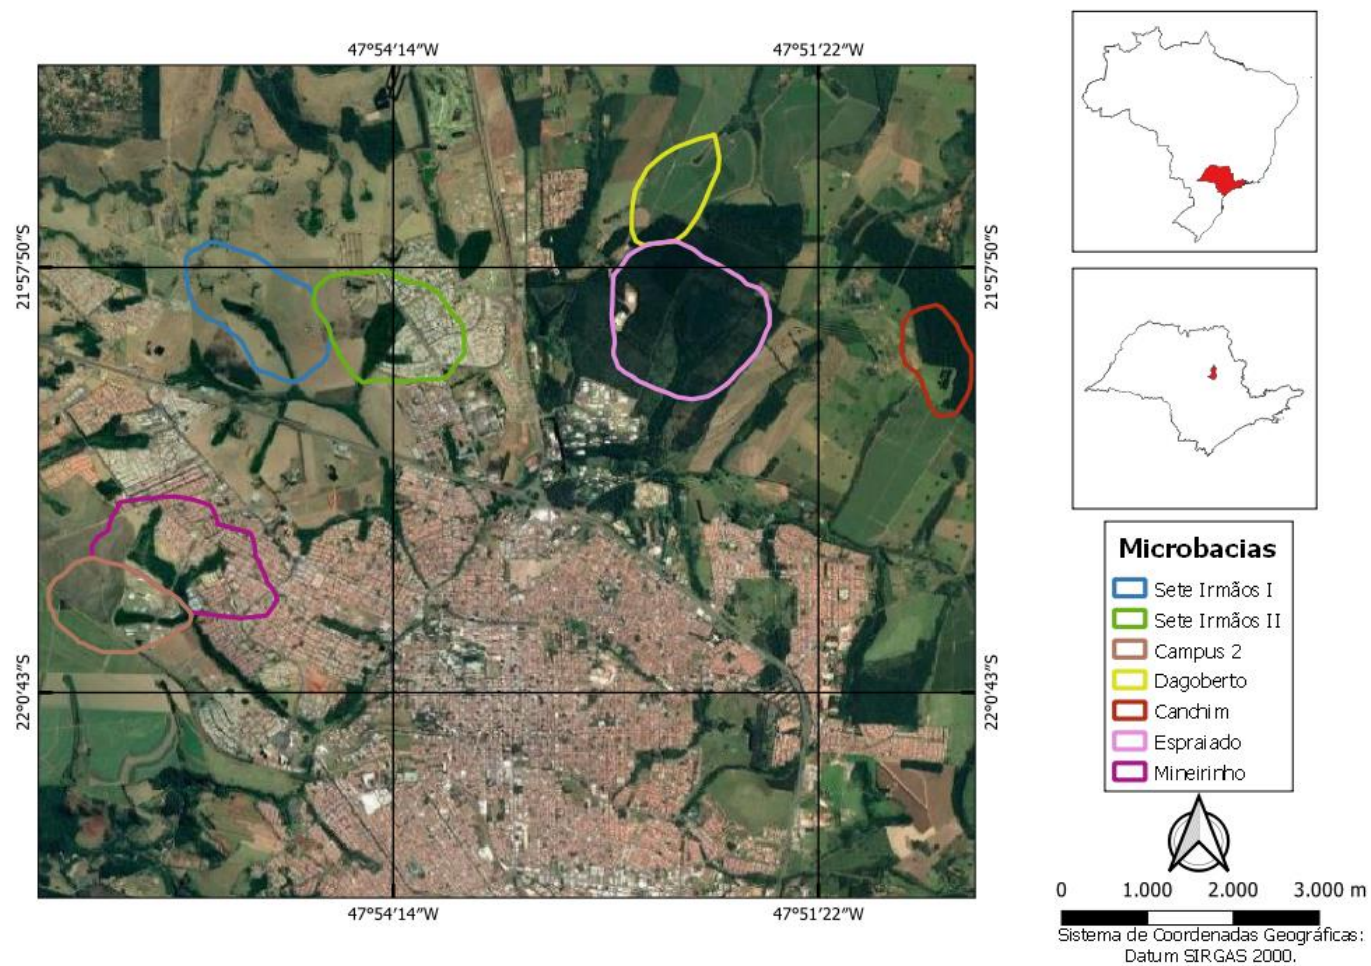 47°54′14″W
47°51′22″W
21°57′50″S
21°57′50″S
22°0′43″S
22°0′43″S
47°54′14″W
47°51′22″W
Microbacias
Sete Irmãos I
Sete Irmãos II
Campus 2
Dagoberto
Canchim
Espraiado
Mineirinho
0 1.000 2.000 3.000 m
Sistema de Coordenadas Geográficas:
Datum SIRGAS 2000.